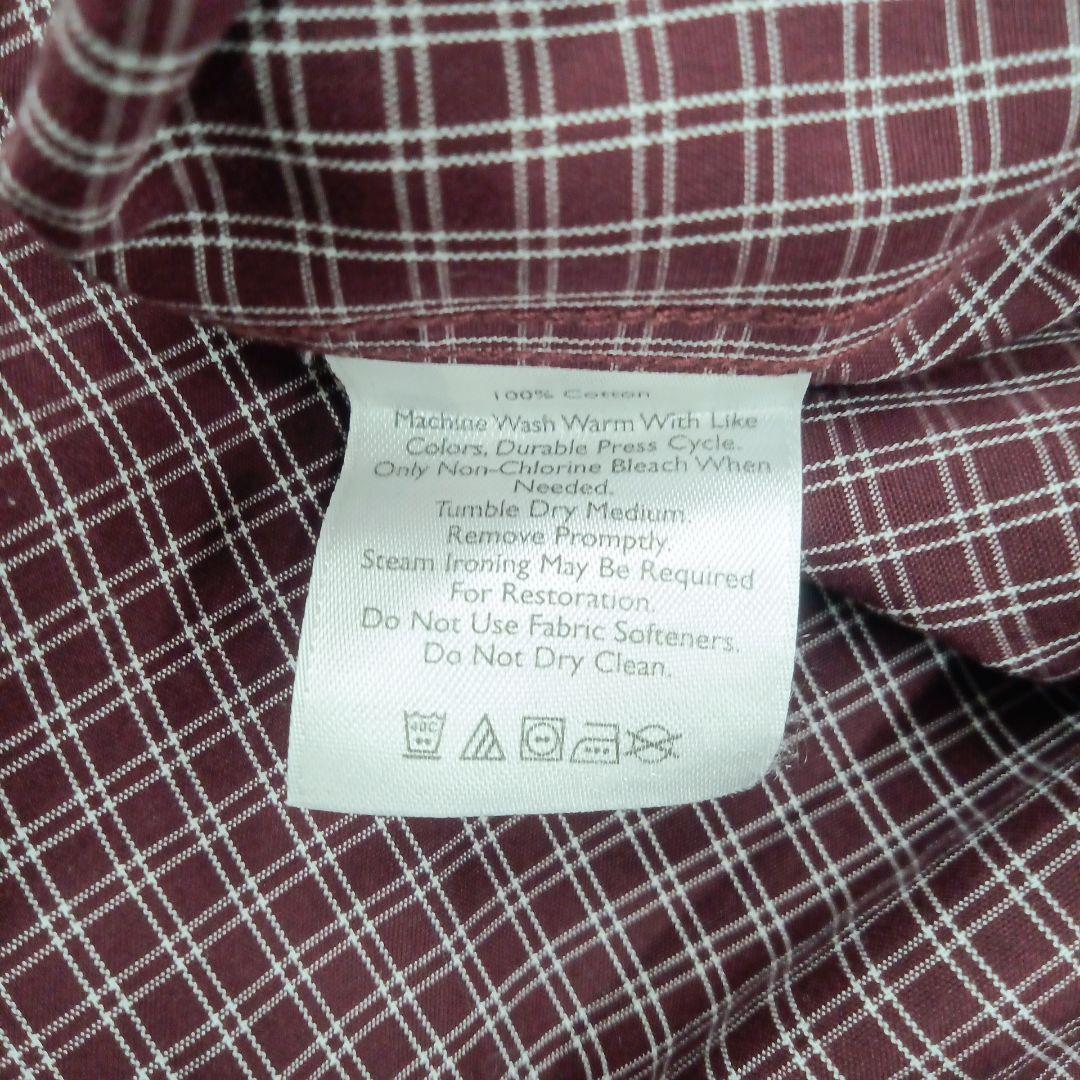 100% Cotton
Machine Wash Warm With Like
Colors, Durable Press Cycle.
Only Non-Chlorine Bleach When
Needed.
Tumble Dry Medium.
Remove Promptly.
Steam Ironing May Be Required
For Restoration.
Do Not Use Fabric Softeners.
Do Not Dry Clean.